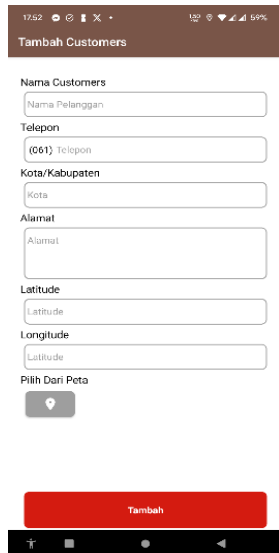 17.52
59%
Tambah Customers
Nama Customers
Nama Pelanggan
Telepon
(061) Telepon
Kota/Kabupaten
Kota
Alamat
Alamat
Latitude
Latitude
Longitude
Latitude
Pilih Dari Peta
Tambah